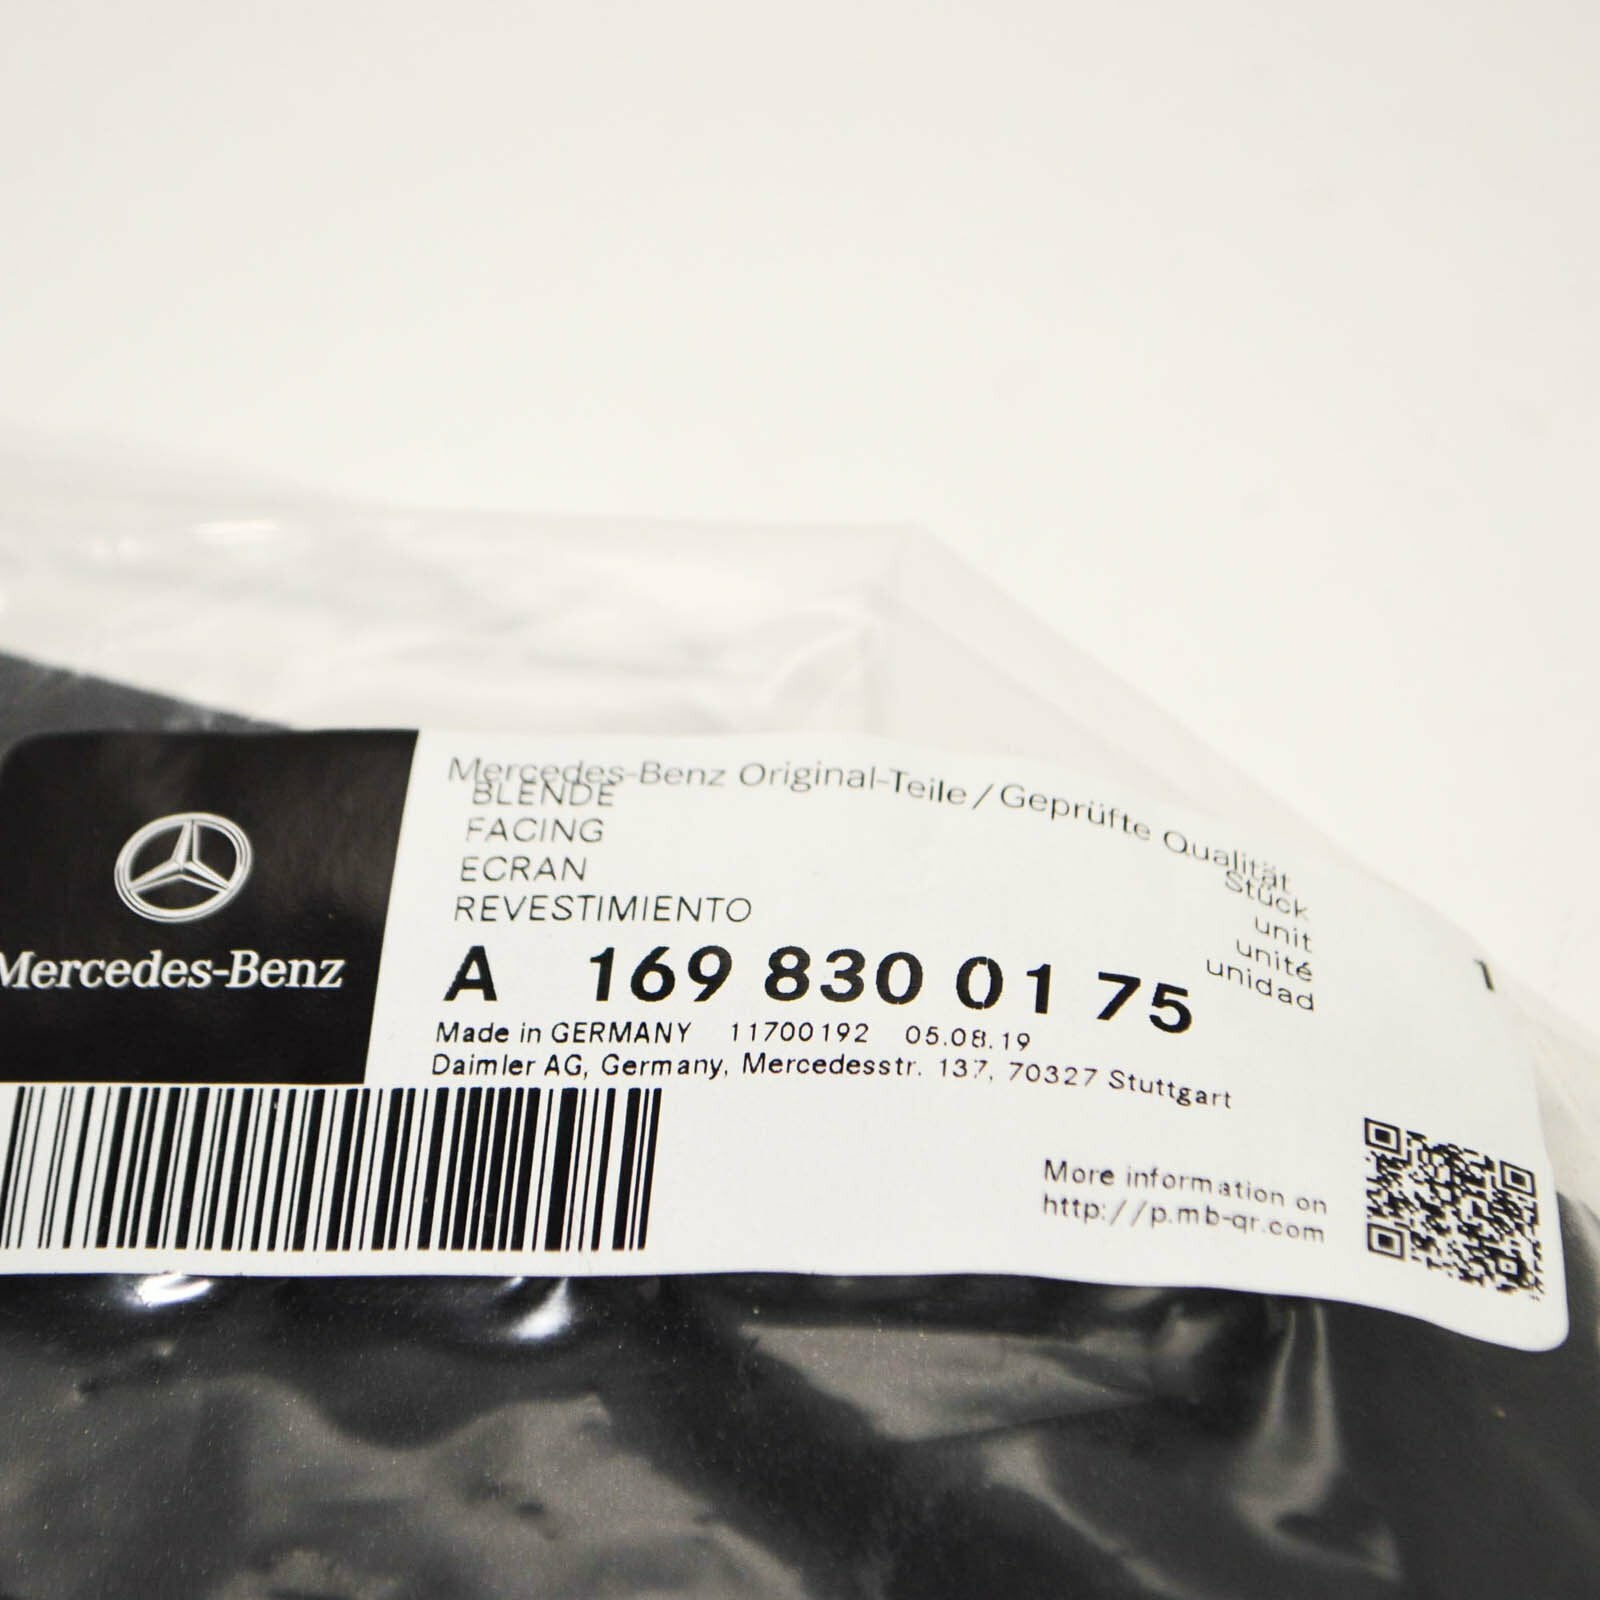 Mercedes-Benz
Mercedes-Benz Original-Teile / Geprüfte Qualität
BLENDE
FACING
ECRAN
REVESTIMIENTO
Stück
unit
unité
unidad
1
A 169 830 01 75
Made in GERMANY 11700192 05.08.19
Daimler AG, Germany, Mercedesstr. 137, 70327 Stuttgart
More information on
http://p.mb-qr.com